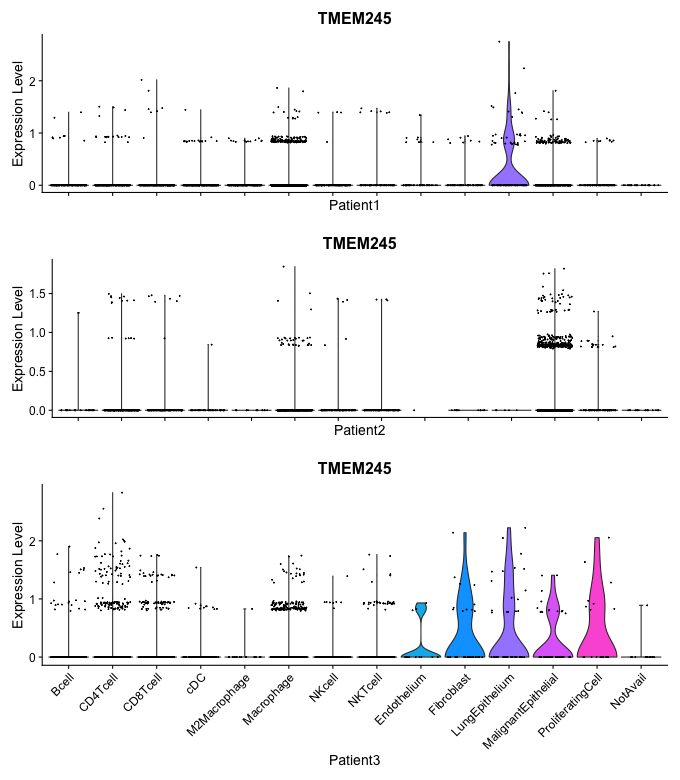 TMEM245
Expression Level
2
1
0
Patient1
TMEM245
Expression Level
1.5
1.0
0.5
0.0
Patient2
TMEM245
Expression Level
2
1
0
Bcell
CD4Tcell
CD8Tcell
cDC
M2Macrophage
Macrophage
NKcell
NKTcell
Endothelium
Fibroblast
LungEpithelium
MalignantEpithelial
ProliferatingCell
NotAvail
Patient3